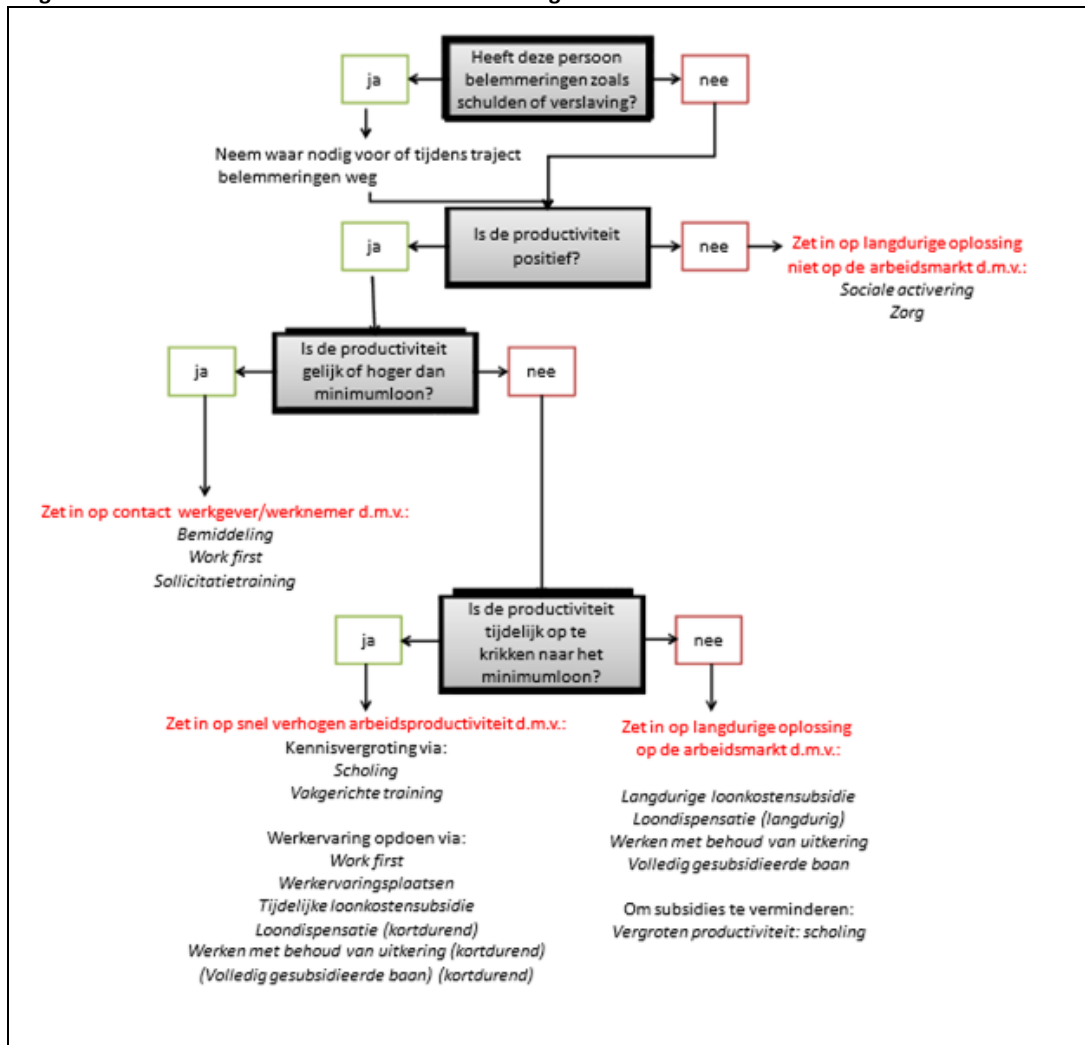 Heeft deze persoon
belemmeringen zoals
schulden of verslaving?
ja
nee
Neem waar nodig voor of tijdens traject
belemmeringen weg
Is de productiviteit
positief?
ja
nee
Zet in op langdurige oplossing
niet op de arbeidsmarkt d.m.v.:
Sociale activering
Zorg
Is de productiviteit
gelijk of hoger dan
minimumloon?
ja
nee
Zet in op contact werkgever/werknemer d.m.v.:
Bemiddeling
Work first
Sollicitatietraining
Is de productiviteit
tijdelijk op te
krikken naar het
minimumloon?
ja
nee
Zet in op snel verhogen arbeidsproductiviteit d.m.v.:
Kennisvergroting via:
Scholing
Vakgerichte training
Werkervaring opdoen via:
Work first
Werkervaringsplaatsen
Tijdelijke loonkostensubsidie
Loondispensatie (kortdurend)
Werken met behoud van uitkering (kortdurend)
(Volledig gesubsidieerde baan) (kortdurend)
Zet in op langdurige oplossing
op de arbeidsmarkt d.m.v.:
Langdurige loonkostensubsidie
Loondispensatie (langdurig)
Werken met behoud van uitkering
Volledig gesubsidieerde baan
Om subsidies te verminderen:
Vergroten productiviteit: scholing